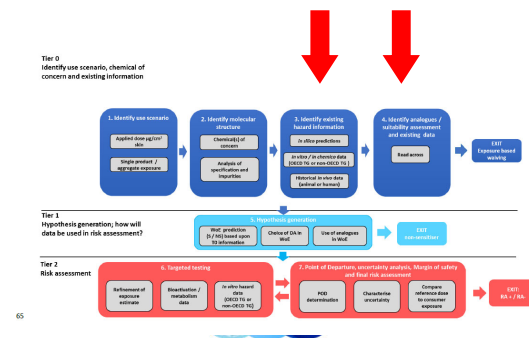 Tier 0
Identify use scenario, chemical of
concern and existing information
1. Identify use scenario
Applied dose µg/cm²
skin
Single product /
aggregate exposure
2. Identify molecular
structure
Chemical(s) of
concern
Analysis of
specification and
impurities
3. Identify existing
hazard information
In silico predictions
In vitro / in chemico data
(OECD TG or non-OECD TG )
Historical in vivo data
(animal or human)
4. Identify analogues /
suitability assessment
and existing data
Read across
EXIT
Exposure based
waiving
Tier 1
Hypothesis generation; how will
data be used in risk assessment?
5. Hypothesis generation
WoE prediction
(S / NS) based upon
T0 information
Choice of DA in
WoE
Use of analogues
in WoE
EXIT
non-sensitiser
Tier 2
Risk assessment
6. Targeted testing
Refinement of
exposure
estimate
Bioactivation /
metabolism
data
In vitro hazard
data
(OECD TG or
non-OECD TG)
7. Point of Departure, uncertainty analysis, Margin of safety
and final risk assessment
POD
determination
Characterise
uncertainty
Compare
reference dose
to consumer
exposure
EXIT:
RA + / RA-
65